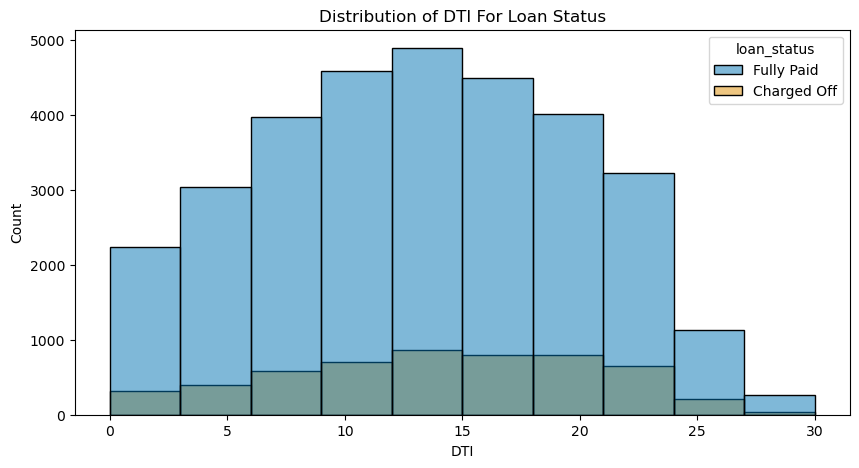 Distribution of DTI For Loan Status
loan_status
Fully Paid
Charged Off
Count
5000
4000
3000
2000
1000
0
0 5 10 15 20 25 30
DTI